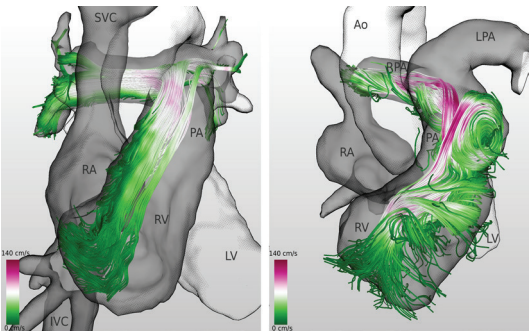 SVC
PA
RA
RV
LV
IVC
140 cm/s
0 cm/s
Ao
LPA
RPA
RA
PA
RV
LV
140 cm/s
0 cm/s